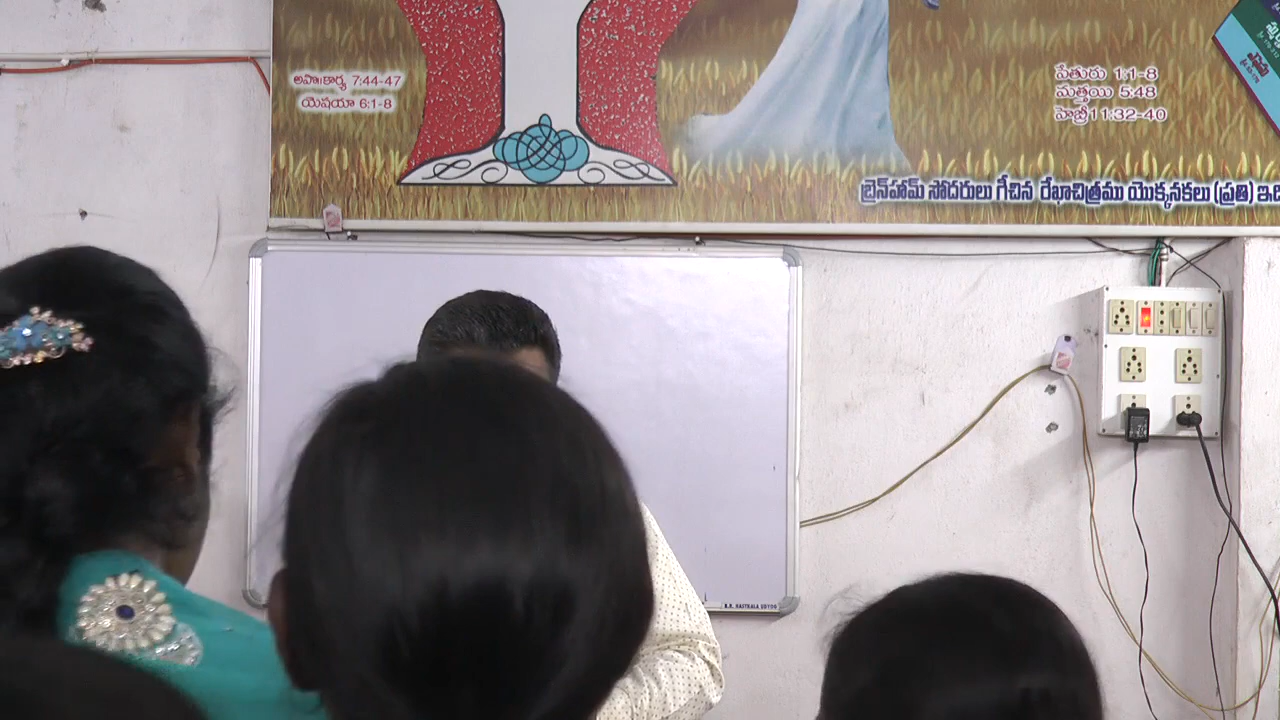 అపొ।కార్య 7:44-47
యెషయా 6:1-8
పేతురు 1:1-8
మత్తయి 5:48
హెబ్రీ 11:32-40
బ్రెన్‌హామ్ సోదరులు గీచిన రేఖాచిత్రము యొక్కనకలు (ప్రతి)